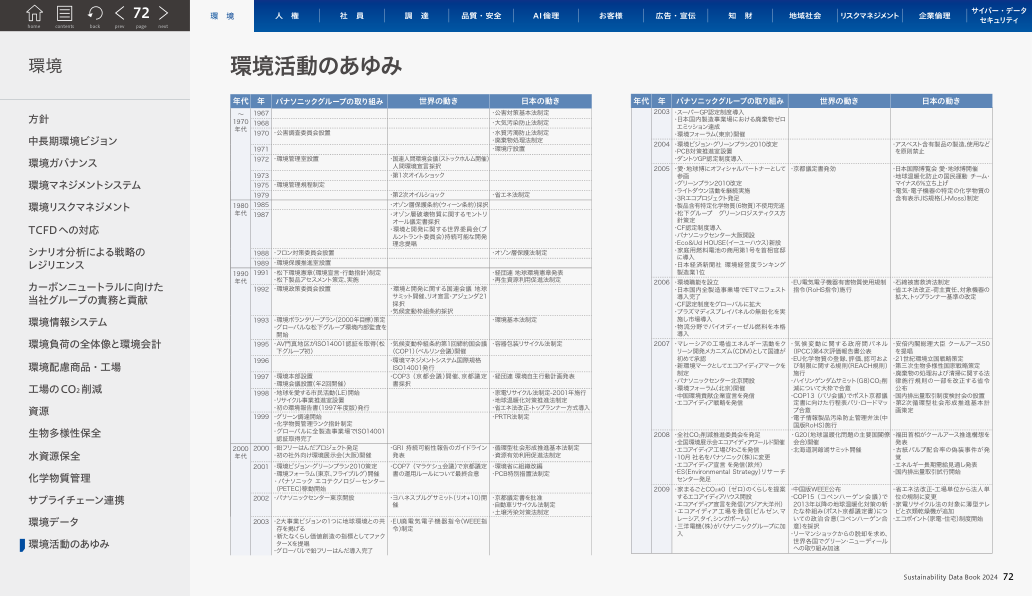 home contents back prev 72 page next
環 境 人 権 社 員 調 達 品質・安全 AI倫理 お客様 広告・宣伝 知 財 地域社会 リスクマネジメント 企業倫理 サイバー・データ
セキュリティ
環境
方針
中長期環境ビジョン
環境ガバナンス
環境マネジメントシステム
環境リスクマネジメント
TCFDへの対応
シナリオ分析による戦略の
レジリエンス
カーボンニュートラルに向けた
当社グループの責務と貢献
環境情報システム
環境負荷の全体像と環境会計
環境配慮商品・工場
工場のCO₂削減
資源
生物多様性保全
水資源保全
化学物質管理
サプライチェーン連携
環境データ
環境活動のあゆみ
環境活動のあゆみ
年代 年 パナソニックグループの取り組み 世界の動き 日本の動き
～
1970
年代
1967 ・公害対策基本法制定
1968 ・大気汚染防止法制定
1970 ・公害調査委員会設置 ・水質汚濁防止法制定
・廃棄物処理法制定
1971 ・環境庁設置
1972 ・環境管理室設置 ・国連人間環境会議(ストックホルム開催)
人間環境宣言採択
1973 ・第1次オイルショック
1975 ・環境管理規程制定
1979 ・第2次オイルショック ・省エネ法制定
1980
年代
1985 ・オゾン層保護条約(ウィーン条約)採択
1987 ・オゾン層破壊物質に関するモントリ
オール議定書採択
・環境と開発に関する世界委員会(ブ
ルントラント委員会)持続可能な開発
理念提唱
1988 ・フロン対策委員会設置 ・オゾン層保護法制定
1989 ・環境保護推進室設置
1990
年代
1991 ・松下環境憲章(環境宣言・行動指針)制定
・松下製品アセスメント策定、実施
・経団連 地球環境憲章発表
・再生資源利用促進法制定
1992 ・環境政策委員会設置 ・環境と開発に関する国連会議 地球
サミット開催、リオ宣言・アジェンダ21
採択
・気候変動枠組条約採択
1993 ・環境ボランタリープラン(2000年目標)策定
・グローバルな松下グループ環境内部監査を
開始
・環境基本法制定
1995 ・AV門真地区がISO14001認証を取得(松
下グループ初)
・気候変動枠組条約第1回締約国会議
(COP1)(ベルリン会議)開催
・容器包装リサイクル法制定
1996 ・環境マネジメントシステム国際規格
ISO14001発行
1997 ・環境本部設置
・環境会議設置(年2回開催)
・COP3(京都会議)開催、京都議定
書採択
・経団連 環境自主行動計画発表
1998 ・地球を愛する市民活動(LE)開始
・リサイクル事業推進室設置
・初の環境報告書(1997年度版)発行
・家電リサイクル法制定-2001年施行
・地球温暖化対策推進法制定
・省エネ法改正-トップランナー方式導入
1999 ・グリーン調達開始
・化学物質管理ランク指針制定
・グローバルに全製造事業場でISO14001
認証取得完了
・PRTR法制定
2000
年代
2000 ・鉛フリーはんだプロジェクト発足
・初の社外向け環境展示会(大阪)開催
・GRI 持続可能性報告のガイドライン
発表
・循環型社会形成推進基本法制定
・資源有効利用促進法制定
2001 ・環境ビジョン・グリーンプラン2010策定
・環境フォーラム(東京、フライブルグ)開催
・パナソニック エコテクノロジーセンター
(PETEC)稼動開始
・COP7(マラケシュ会議)で京都議定
書の運用ルールについて最終合意
・環境省に組織改編
・PCB特別措置法制定
2002 ・パナソニックセンター東京開設 ・ヨハネスブルグサミット(リオ+10)開
催
・京都議定書を批准
・自動車リサイクル法制定
・土壌汚染対策法制定
2003 ・2大事業ビジョンの1つに地球環境との共
存を掲げる
・新たなくらし価値創造の指標としてファク
ターXを提唱
・グローバルで鉛フリーはんだ導入完了
・EU廃電気電子機器指令(WEEE指
令)制定
年代 年 パナソニックグループの取り組み 世界の動き 日本の動き
2003 ・スーパーGP認定制度導入
・日本国内製造事業場における廃棄物ゼロ
エミッション達成
・環境フォーラム(東京)開催
2004 ・環境ビジョン・グリーンプラン2010改定
・PCB対策推進室設置
・ダントツGP認定制度導入
・アスベスト含有製品の製造、使用など
を原則禁止
2005 ・愛・地球博にオフィシャルパートナーとして
参画
・グリーンプラン2010改定
・ライトダウン活動を継続実施
・3Rエコプロジェクト発足
・製品含有特定化学物質(6物質)不使用完遂
・松下グループ グリーンロジスティクス方
針策定
・CF認定制度導入
・パナソニックセンター大阪開設
・Eco&Ud HOUSE(イーユーハウス)新設
・家庭用燃料電池の商用第1号を首相官邸
に導入
・日本経済新聞社 環境経営度ランキング
製造業1位
・京都議定書発効
・日本国際博覧会 愛・地球博開催
・地球温暖化防止の国民運動 チーム・
マイナス6%立ち上げ
・電気・電子機器の特定の化学物質の
含有表示JIS規格(J-Moss)制定
2006 ・環境職能を設立
・日本国内全製造事業場でETマニフェスト
導入完了
・CF認定制度をグローバルに拡大
・プラズマディスプレイパネルの無鉛化を実
施し市場導入
・物流分野でバイオディーゼル燃料を本格
導入
・EU電気電子機器有害物質使用規制
指令(RoHS指令)施行
・石綿被害救済法制定
・省エネ法改正-荷主責任、対象機器の
拡大、トップランナー基準の改定
2007 ・マレーシアの工場省エネルギー活動をク
リーン開発メカニズム(CDM)として国連が
初めて承認
・新環境マークとしてエコアイディアマークを
制定
・パナソニックセンター北京開設
・環境フォーラム(北京)開催
・中国環境貢献企業宣言を発信
・エコアイディア戦略を発信
・気候変動に関する政府間パネル
(IPCC)第4次評価報告書公表
・EU化学物質の登録、評価、認可およ
び制限に関する規則(REACH規則)
施行
・ハイリンゲンダムサミット(G8)CO₂削
減について大枠で合意
・COP13(バリ会議)でポスト京都議
定書に向けた行程表バリ・ロードマッ
プ合意
・電子情報製品汚染防止管理弁法(中
国版RoHS)施行
・安倍内閣総理大臣 クールアース50
を提唱
・21世紀環境立国戦略策定
・第三次生物多様性国家戦略策定
・廃棄物の処理および清掃に関する法
律施行規則の一部を改正する省令
公布
・国内排出量取引制度検討会の設置
・第2次循環型社会形成推進基本計
画策定
2008 ・全社CO₂削減推進委員会を発足
・全国環境展示会エコアイディアワールド開催
・エコアイディア工場びわこを発信
・10月 社名をパナソニック(株)に変更
・エコアイディア宣言を発信(欧州)
・ES(Environmental Strategy)リサーチ
センター発足
・G20(地球温暖化問題の主要国閣僚
会合)開催
・北海道洞爺湖サミット開催
・福田首相がクールアース推進構想を
発表
・古紙パルプ配合率の偽装事件が発
覚
・エネルギー長期需給見通し発表
・国内排出量取引試行開始
2009 ・家まるごとCO₂±0(ゼロ)のくらしを提案
するエコアイディアハウス開設
・エコアイディア宣言を発信(アジア大洋州)
・エコアイディア工場を発信(ピルゼン、マ
レーシア、タイ、シンガポール)
・三洋電機(株)がパナソニックグループに加
入
・中国版WEEE公布
・COP15(コペンハーゲン会議)で
2013年以降の地球温暖化対策の新
たな枠組み(ポスト京都定書)につ
いての政治合意(コペンハーゲン合
意)を採択
・リーマンショックからの脱却を求め、
世界各国でグリーン・ニューディール
への取り組み加速
・省エネ法改正-工場単位から法人単
位の規制に変更
・家電リサイクル法の対象に薄型テレ
ビと衣類乾燥機が追加
・エコポイント(家電・住宅)制度開始
Sustainability Data Book 2024 72